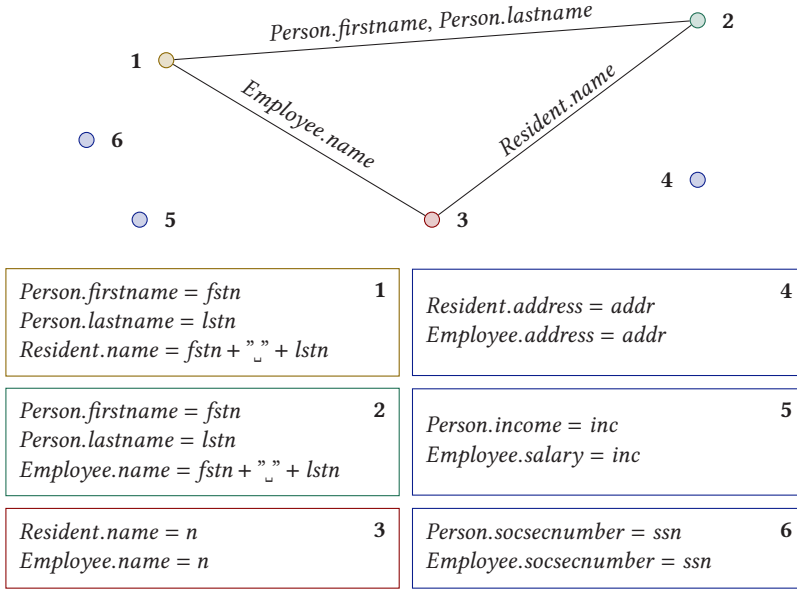 Person.firstname, Person.lastname
1
2
Employee.name
Resident.name
6
4
5
3
Person.firstname = fstn 1
Person.lastname = lstn
Resident.name = fstn + ”␣” + lstn
Resident.address = addr 4
Employee.address = addr
Person.firstname = fstn 2
Person.lastname = lstn
Employee.name = fstn + ”␣” + lstn
Person.income = inc 5
Employee.salary = inc
Resident.name = n 3
Employee.name = n
Person.socsecnumber = ssn 6
Employee.socsecnumber = ssn